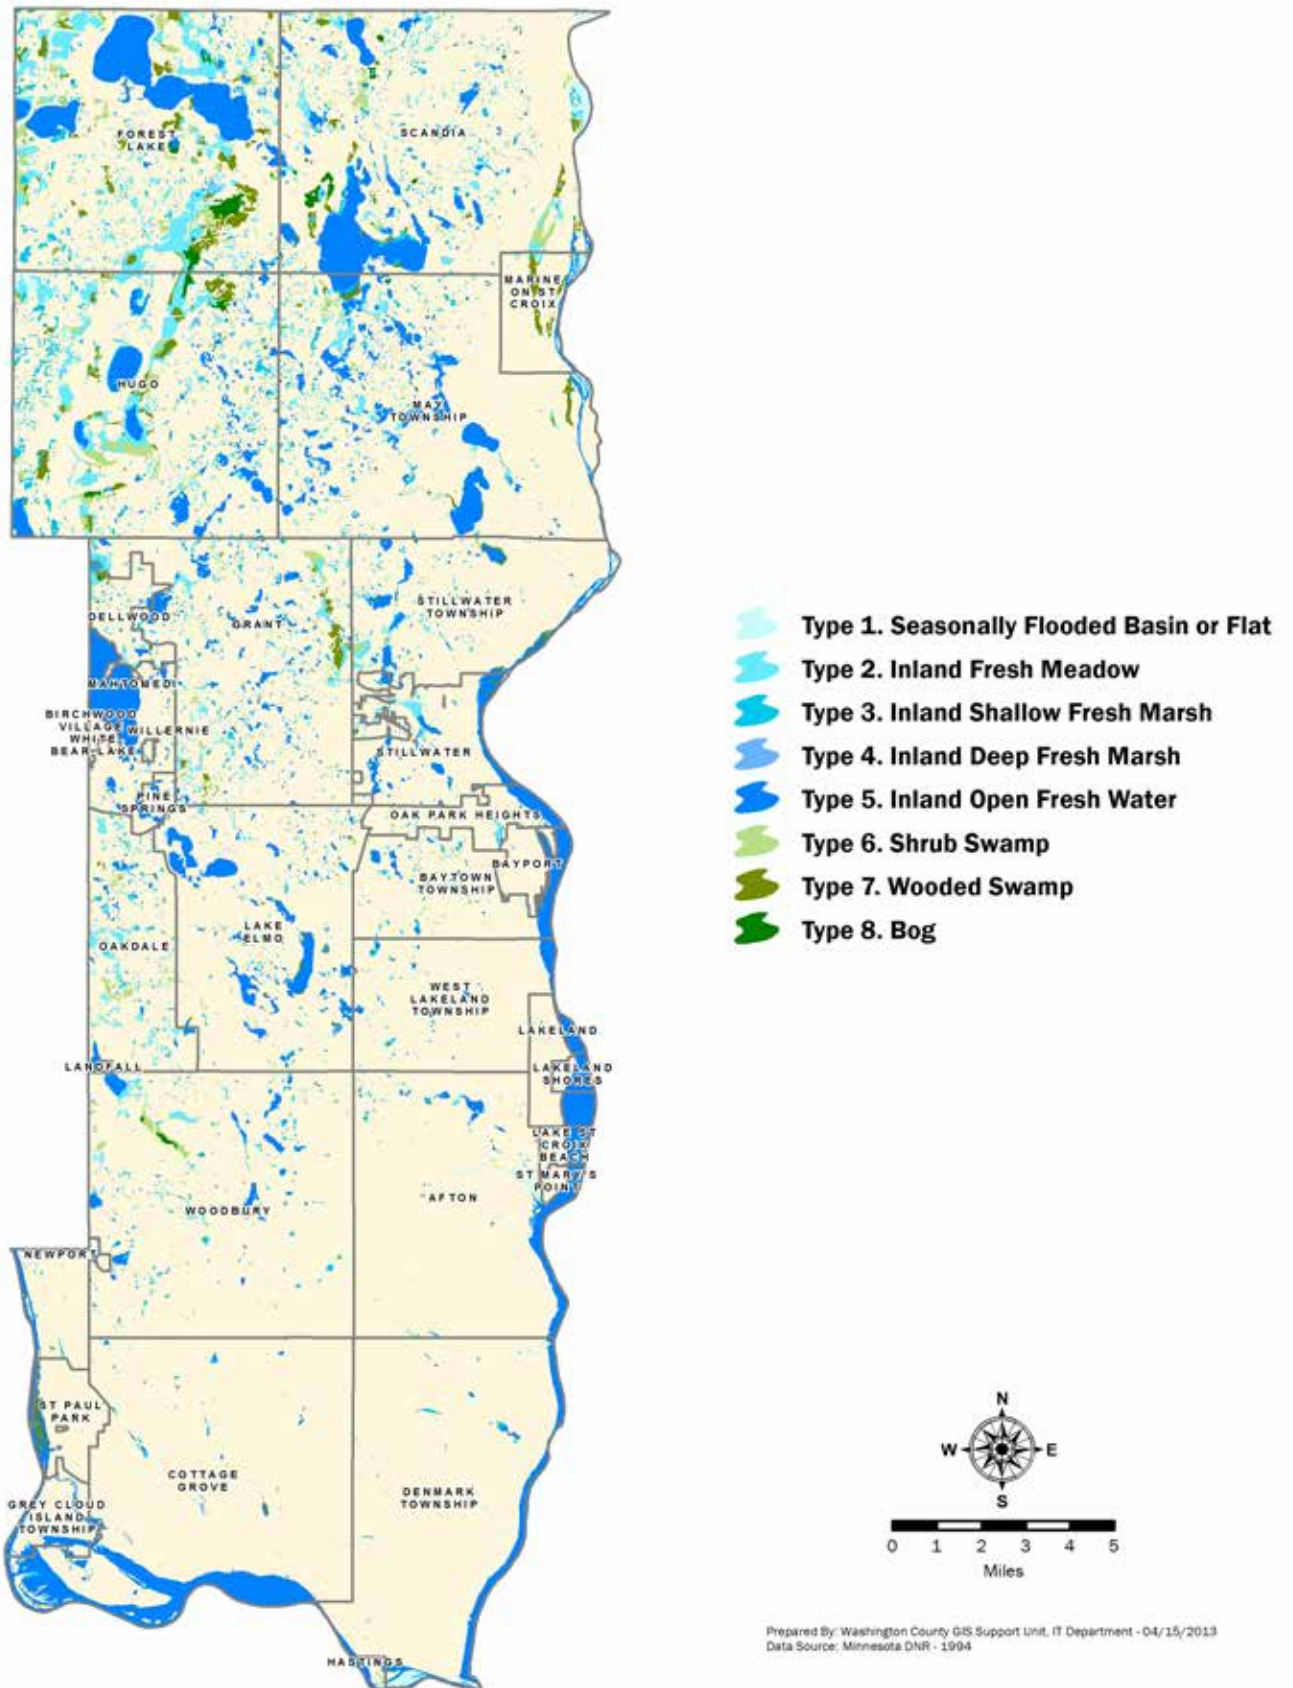 FOREST
LAKE
SCANDIA
MARINE
ON ST
CROIX
HUGO
MAY
TOWNSHIP
STILLWATER
TOWNSHIP
DELLWOOD
GRANT
MAHTOMEDI
BIRCHWOOD
VILLAGE
WILLERNIE
WHITE
BEAR LAKE
STILLWATER
PINE
SPRINGS
OAK PARK HEIGHTS
BAYPORT
BAYTOWN
TOWNSHIP
LAKE
ELMO
OAKDALE
WEST
LAKELAND
TOWNSHIP
LAKELAND
LANDFALL
LAKELAND
SHORES
LAKE ST
CROIX
BEACH
ST MARY'S
POINT
AFTON
WOODBURY
NEWPORT
ST PAUL
PARK
COTTAGE
GROVE
DENMARK
TOWNSHIP
GREY CLOUD
ISLAND
TOWNSHIP
HASTINGS
Type 1. Seasonally Flooded Basin or Flat
Type 2. Inland Fresh Meadow
Type 3. Inland Shallow Fresh Marsh
Type 4. Inland Deep Fresh Marsh
Type 5. Inland Open Fresh Water
Type 6. Shrub Swamp
Type 7. Wooded Swamp
Type 8. Bog
N
W E
S
0 1 2 3 4 5
Miles
Prepared By: Washington County GIS Support Unit, IT Department - 04/15/2013
Data Source: Minnesota DNR - 1994